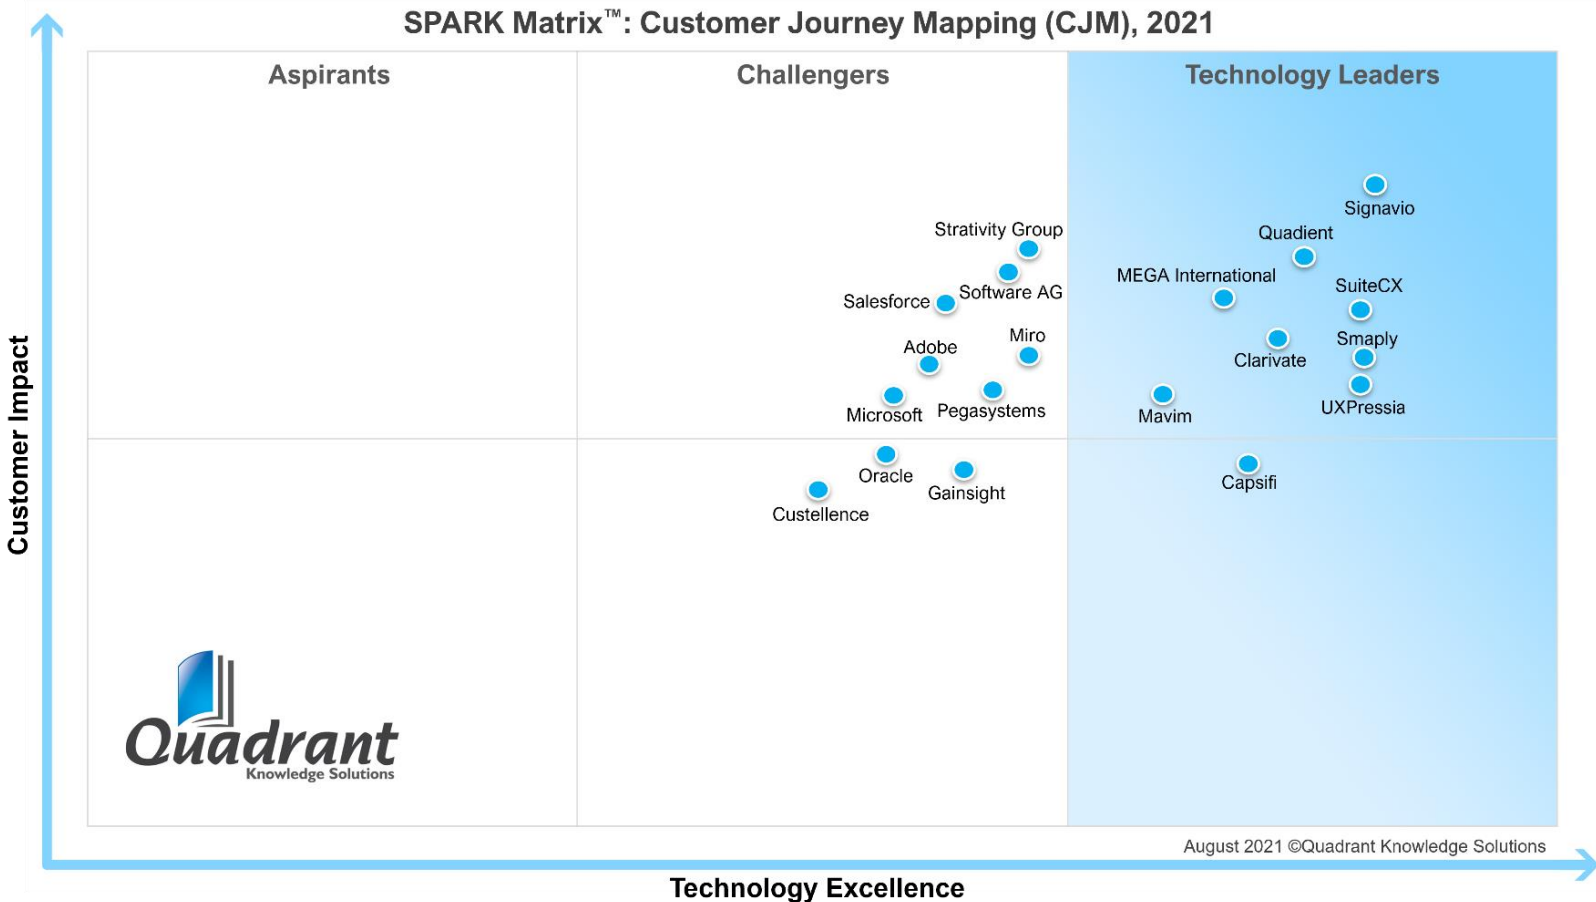 SPARK Matrix™: Customer Journey Mapping (CJM), 2021
Aspirants
Challengers
Technology Leaders
Signavio
Strativity Group
Quadient
Software AG
MEGA International
SuiteCX
Salesforce
Miro
Smaply
Adobe
Clarivate
Microsoft
Pegasystems
Mavim
UXPressia
Oracle
Gainsight
Capsifi
Custellence
Customer Impact
Quadrant
Knowledge Solutions
August 2021 ©Quadrant Knowledge Solutions
Technology Excellence